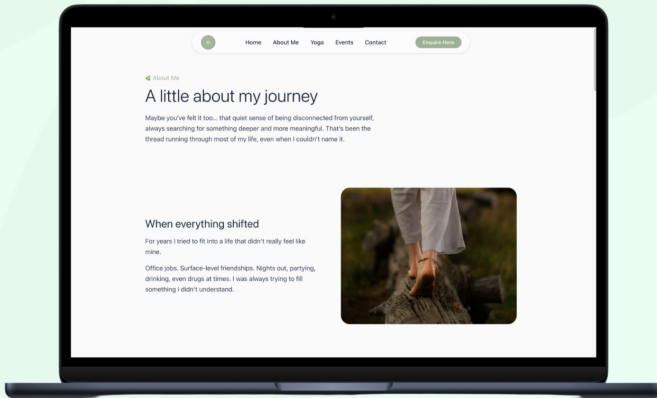 Home About Me Yoga Events Contact Enquire Here
About Me
A little about my journey
Maybe you've felt it too... that quiet sense of being disconnected from yourself,
always searching for something deeper and more meaningful. That's been the
thread running through most of my life, even when I couldn't name it.
When everything shifted
For years I tried to fit into a life that didn't really feel like
mine.
Office jobs. Surface-level friendships. Nights out, partying,
drinking, even drugs at times. I was always trying to fill
something I didn't understand.